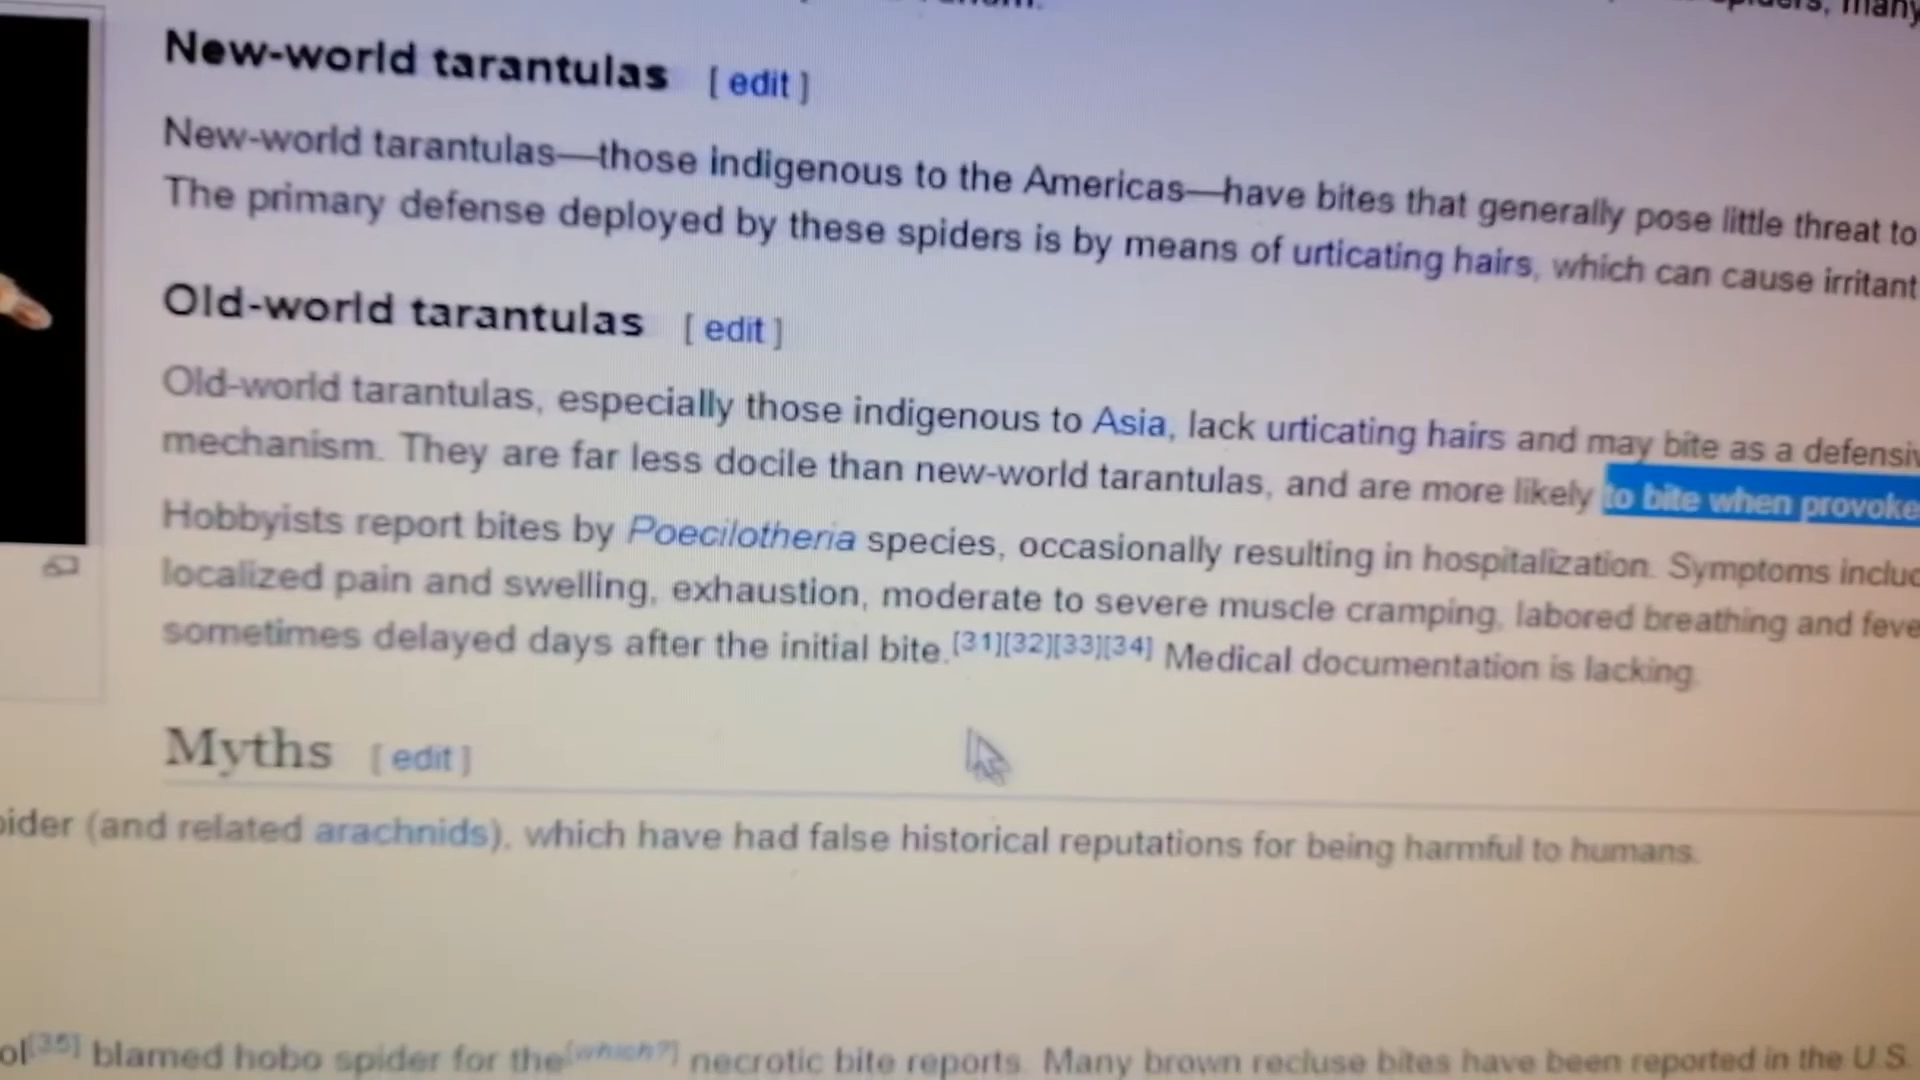 spiders, many
New-world tarantulas [ edit ]
New-world tarantulas—those indigenous to the Americas—have bites that generally pose little threat to
The primary defense deployed by these spiders is by means of urticating hairs, which can cause irritant
Old-world tarantulas [ edit ]
Old-world tarantulas, especially those indigenous to Asia, lack urticating hairs and may bite as a defensiv
mechanism. They are far less docile than new-world tarantulas, and are more likely to bite when provoke
Hobbyists report bites by Poecilotheria species, occasionally resulting in hospitalization. Symptoms includ
localized pain and swelling, exhaustion, moderate to severe muscle cramping, labored breathing and feve
sometimes delayed days after the initial bite.[31][32][33][34] Medical documentation is lacking.
Myths [ edit ]
pider (and related arachnids), which have had false historical reputations for being harmful to humans.
ol[35] blamed hobo spider for the[which?] necrotic bite reports. Many brown recluse bites have been reported in the U.S.